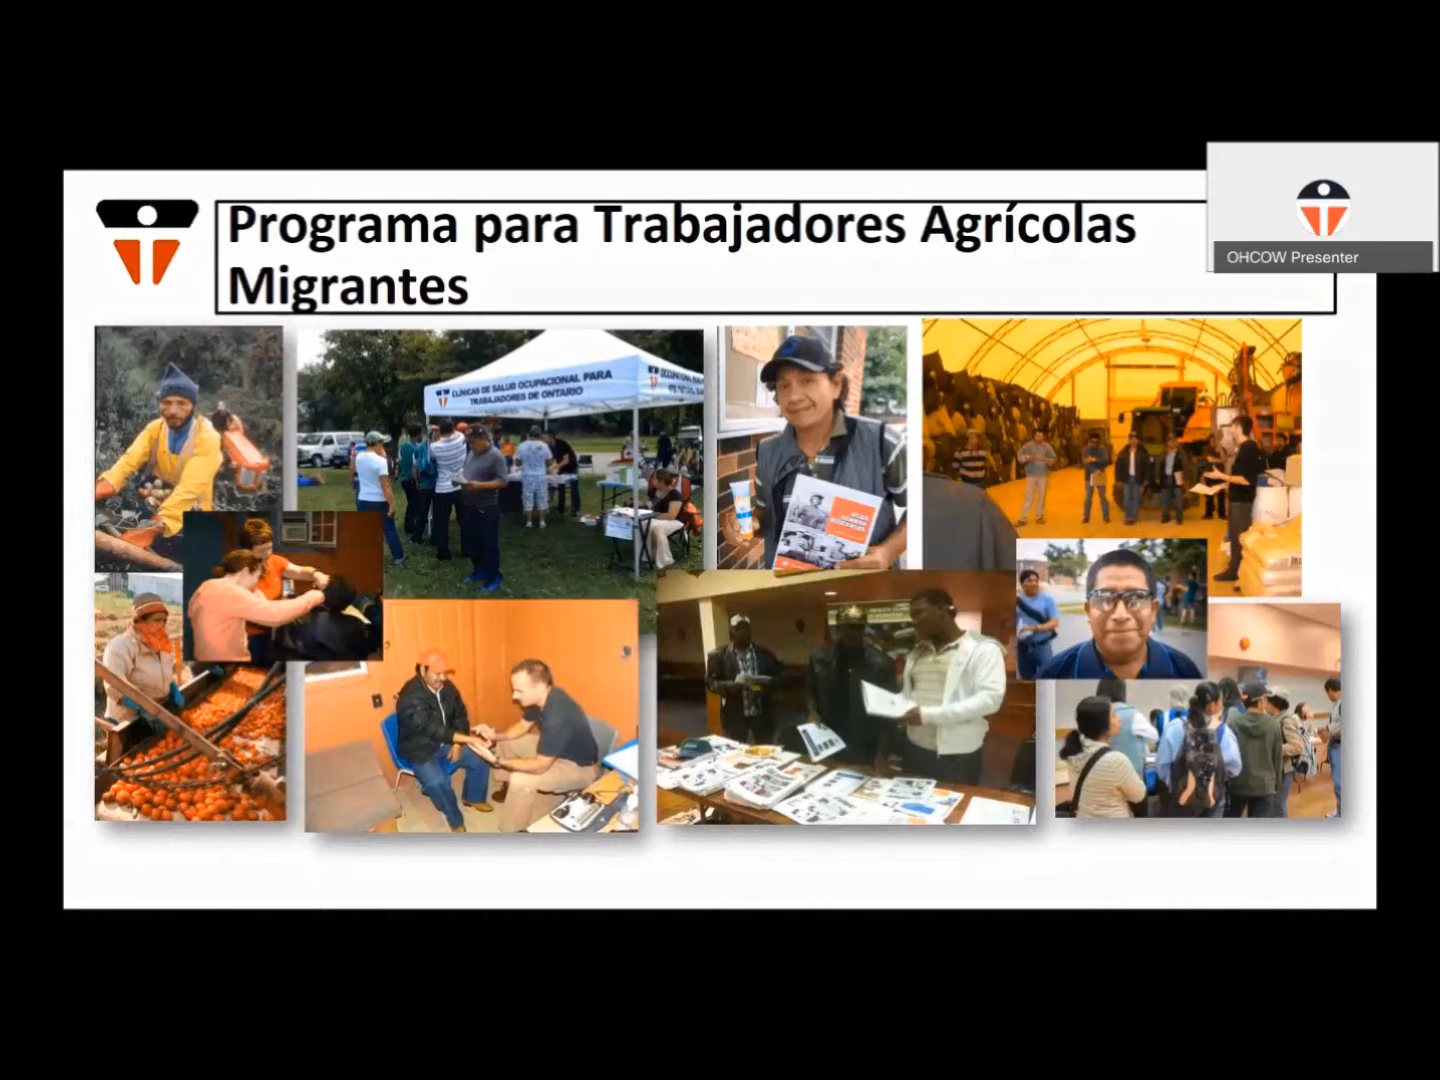 Programa para Trabajadores Agrícolas
Migrantes
OHCOW Presenter
CLÍNICAS DE SALUD OCUPACIONAL PARA
TRABAJADORES DE ONTARIO